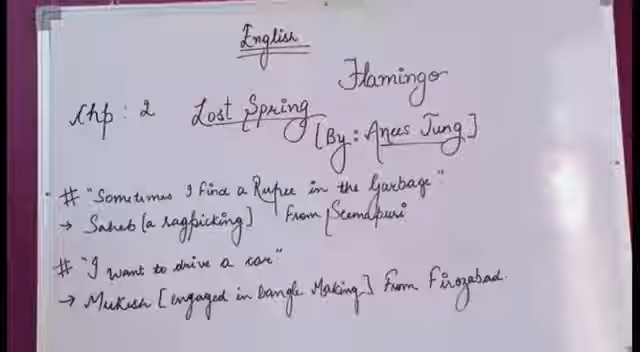 English
Flamingo
Chp : 2 Lost Spring
[By : Anees Jung]
# "Sometimes I find a Rupee in the Garbage"
→ Saheb [a ragpicking] From Seemapuri
# "I want to drive a car"
→ Mukesh [engaged in bangle Making] From Firozabad.